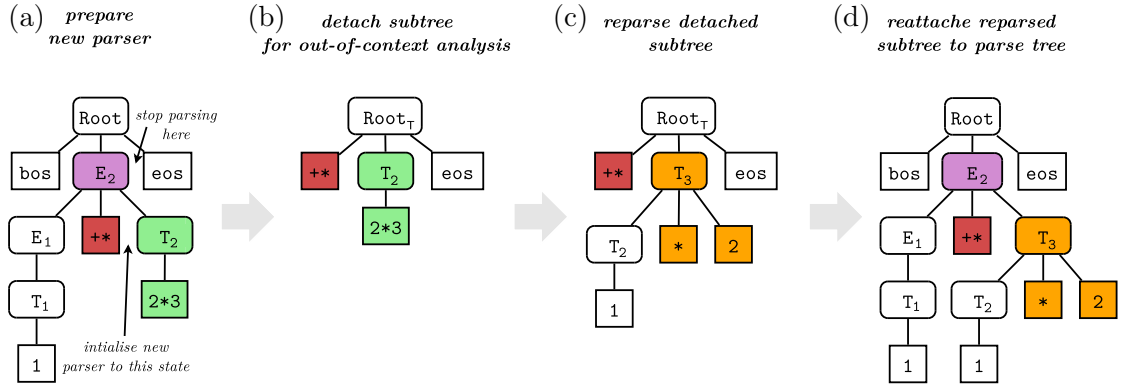 (a) prepare
new parser
(b) detach subtree
for out-of-context analysis
(c) reparse detached
subtree
(d) reattache reparsed
subtree to parse tree
Root
stop parsing
here
bos
E₂
eos
E₁
+*
T₂
T₁
2*3
1
intialise new
parser to this state
Root_T
+*
T₂
eos
2*3
Root_T
+*
T₃
eos
T₂
*
2
1
Root
bos
E₂
eos
E₁
+*
T₃
T₁
T₂
*
2
1
1